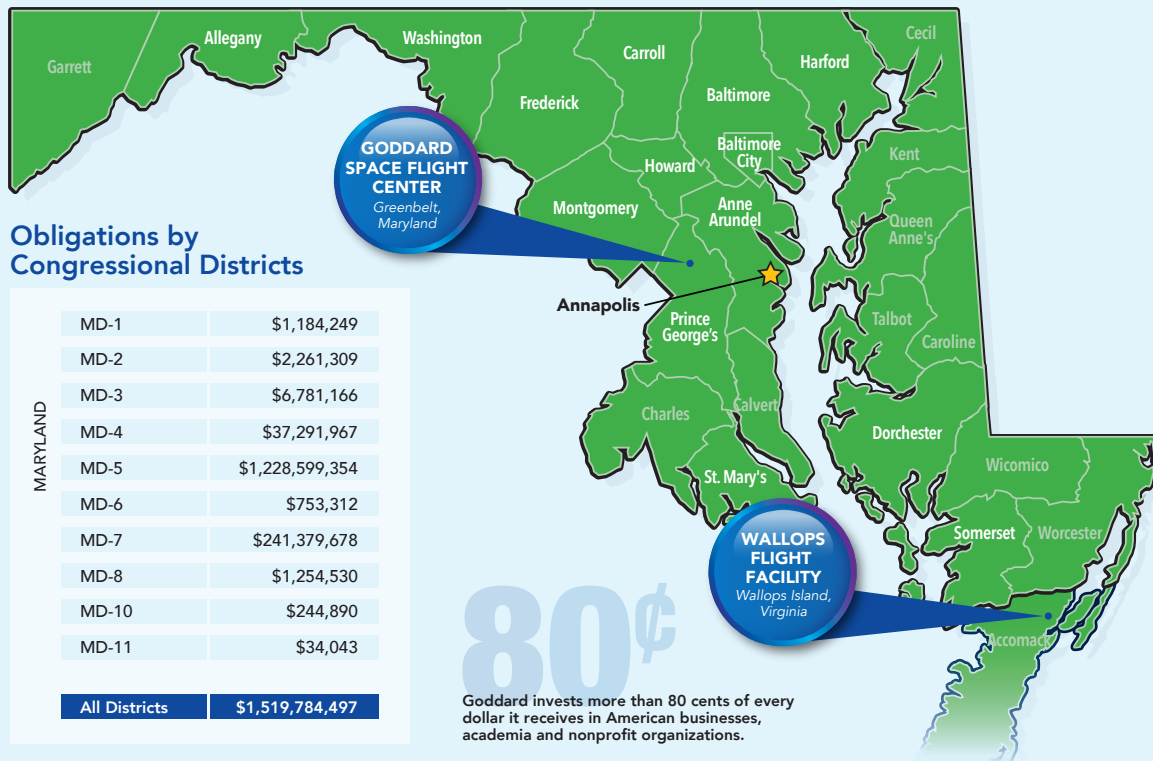 Garrett
Allegany
Washington
Frederick
Carroll
Baltimore
Harford
Cecil
Baltimore
City
Howard
Kent
Montgomery
Anne
Arundel
Queen
Anne's
GODDARD
SPACE FLIGHT
CENTER
Greenbelt,
Maryland
Annapolis
Prince
George's
Talbot
Caroline
Charles
Calvert
Dorchester
St. Mary's
Wicomico
Somerset
Worcester
WALLOPS
FLIGHT
FACILITY
Wallops Island,
Virginia
Accomack
Obligations by
Congressional Districts
MARYLAND
MD-1 $1,184,249
MD-2 $2,261,309
MD-3 $6,781,166
MD-4 $37,291,967
MD-5 $1,228,599,354
MD-6 $753,312
MD-7 $241,379,678
MD-8 $1,254,530
MD-10 $244,890
MD-11 $34,043
All Districts $1,519,784,497
80¢
Goddard invests more than 80 cents of every
dollar it receives in American businesses,
academia and nonprofit organizations.